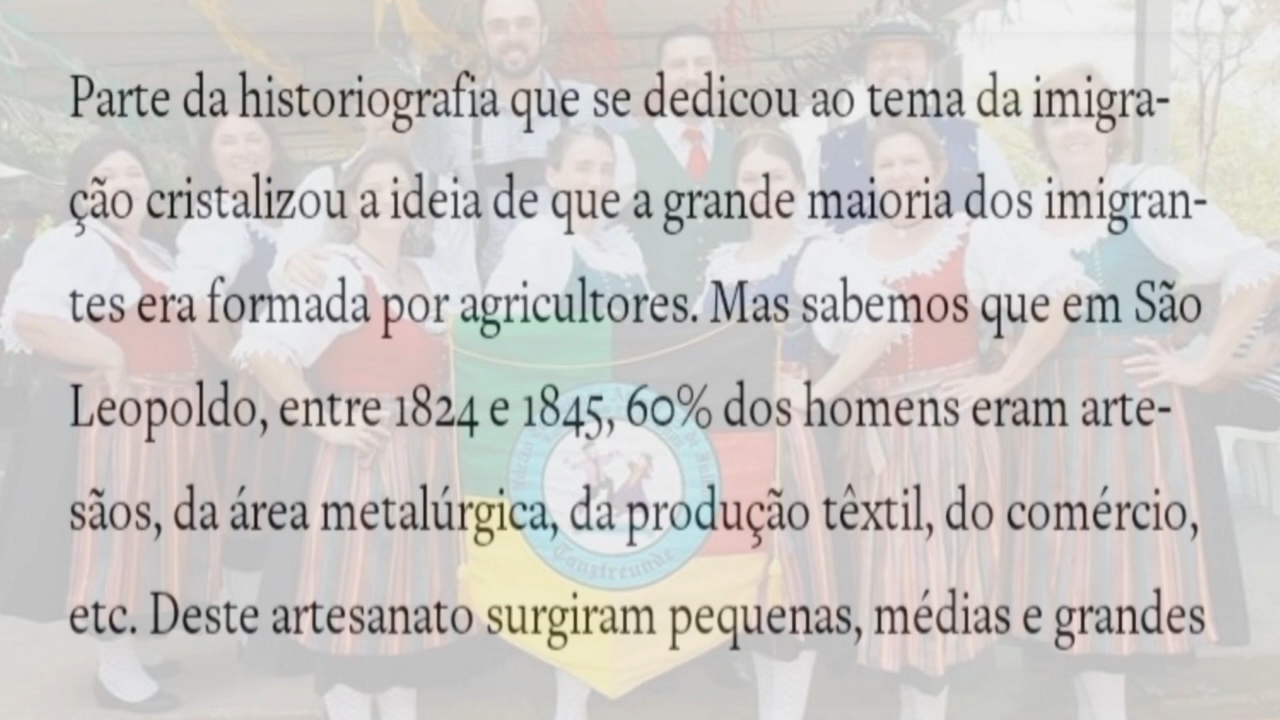 Parte da historiografia que se dedicou ao tema da imigra-
ção cristalizou a ideia de que a grande maioria dos imigran-
tes era formada por agricultores. Mas sabemos que em São
Leopoldo, entre 1824 e 1845, 60% dos homens eram arte-
sãos, da área metalúrgica, da produção têxtil, do comércio,
etc. Deste artesanato surgiram pequenas, médias e grandes
Tanzfreunde